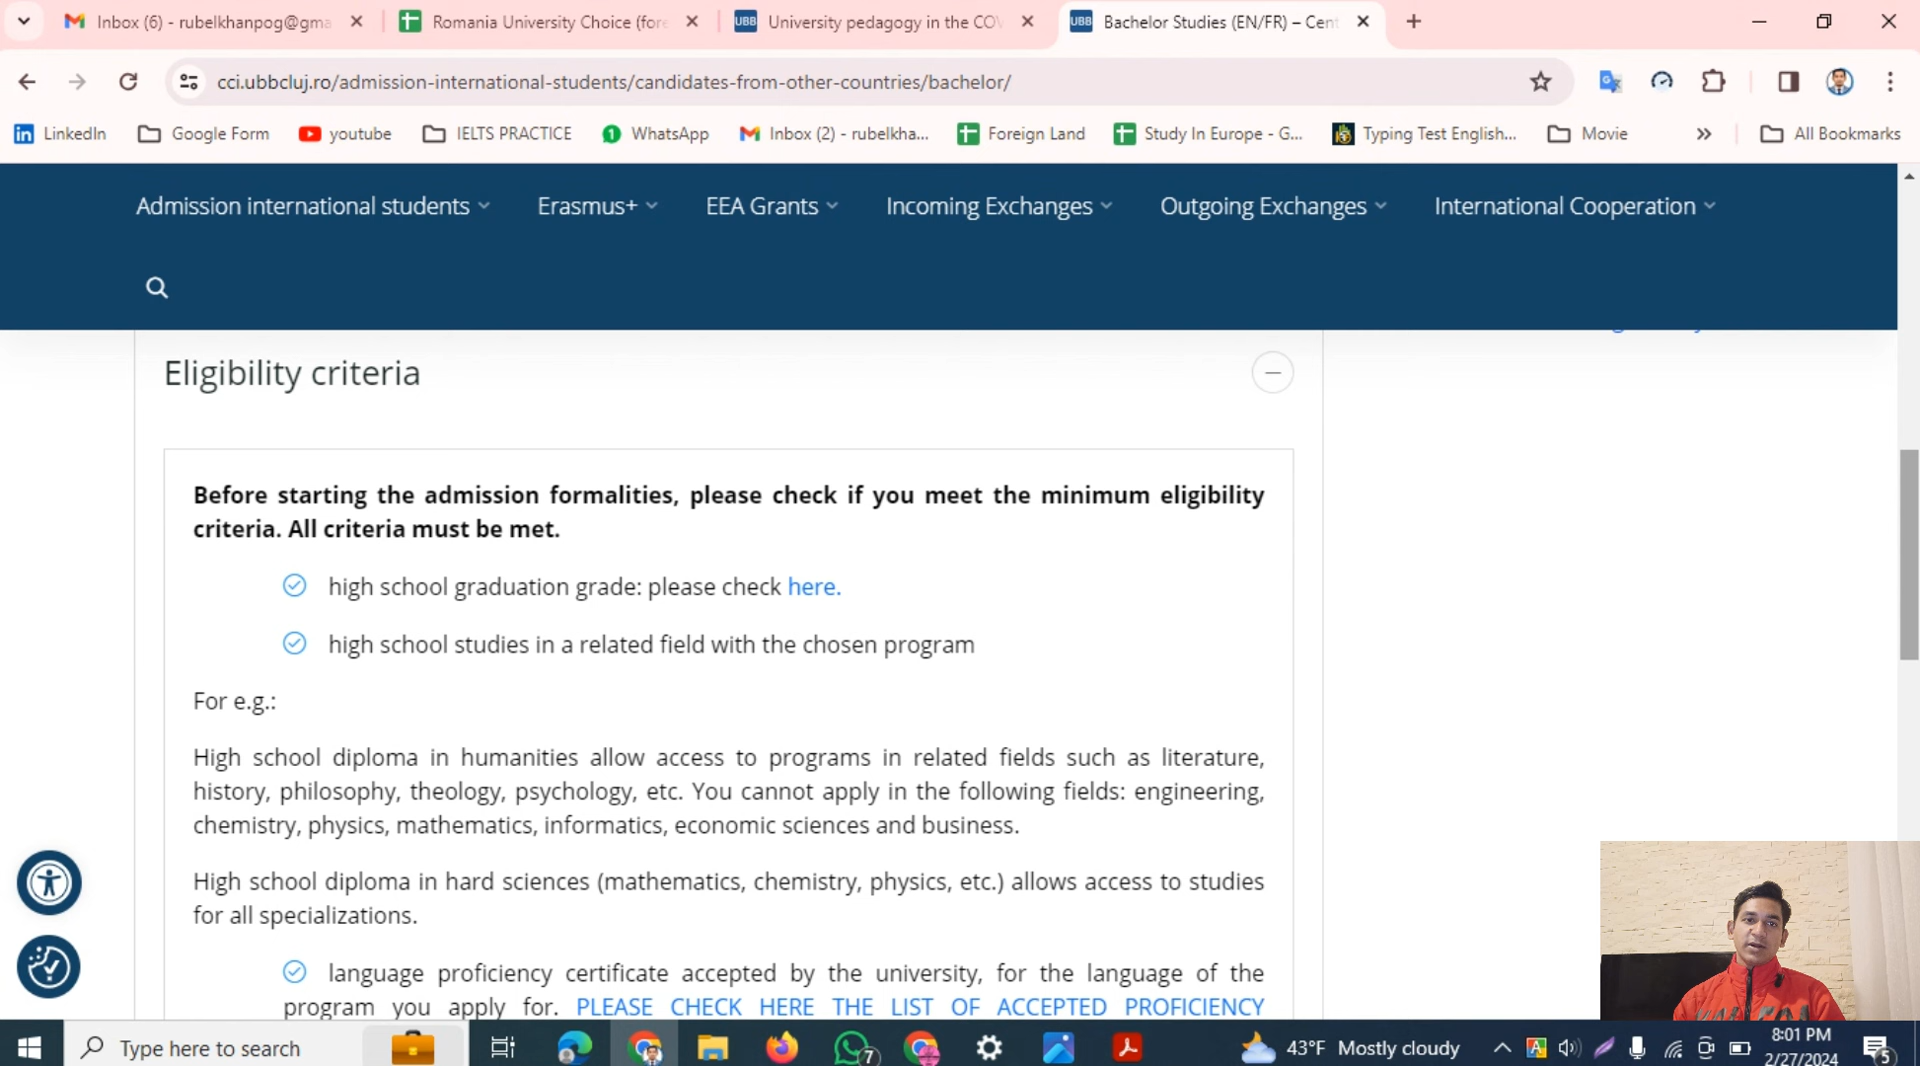 Inbox (6) - rubelkhanpog@gma
Romania University Choice (fore
UBB University pedagogy in the COV
UBB Bachelor Studies (EN/FR) – Cent
cci.ubbcluj.ro/admission-international-students/candidates-from-other-countries/bachelor/
in LinkedIn
Google Form
youtube
IELTS PRACTICE
1 WhatsApp
Inbox (2) - rubelkha...
Foreign Land
Study In Europe - G...
Typing Test English...
Movie
All Bookmarks
Admission international students
Erasmus+
EEA Grants
Incoming Exchanges
Outgoing Exchanges
International Cooperation
Eligibility criteria
Before starting the admission formalities, please check if you meet the minimum eligibility
criteria. All criteria must be met.
high school graduation grade: please check here.
high school studies in a related field with the chosen program
For e.g.:
High school diploma in humanities allow access to programs in related fields such as literature,
history, philosophy, theology, psychology, etc. You cannot apply in the following fields: engineering,
chemistry, physics, mathematics, informatics, economic sciences and business.
High school diploma in hard sciences (mathematics, chemistry, physics, etc.) allows access to studies
for all specializations.
language proficiency certificate accepted by the university, for the language of the
program you apply for. PLEASE CHECK HERE THE LIST OF ACCEPTED PROFICIENCY
Type here to search
7
43°F Mostly cloudy
A
8:01 PM
2/27/2024
5